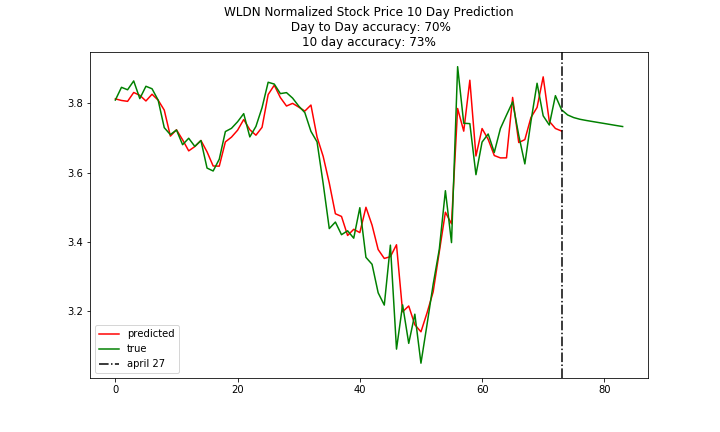 WLDN Normalized Stock Price 10 Day Prediction
Day to Day accuracy: 70%
10 day accuracy: 73%
3.8
3.6
3.4
3.2
predicted
true
april 27
0 20 40 60 80